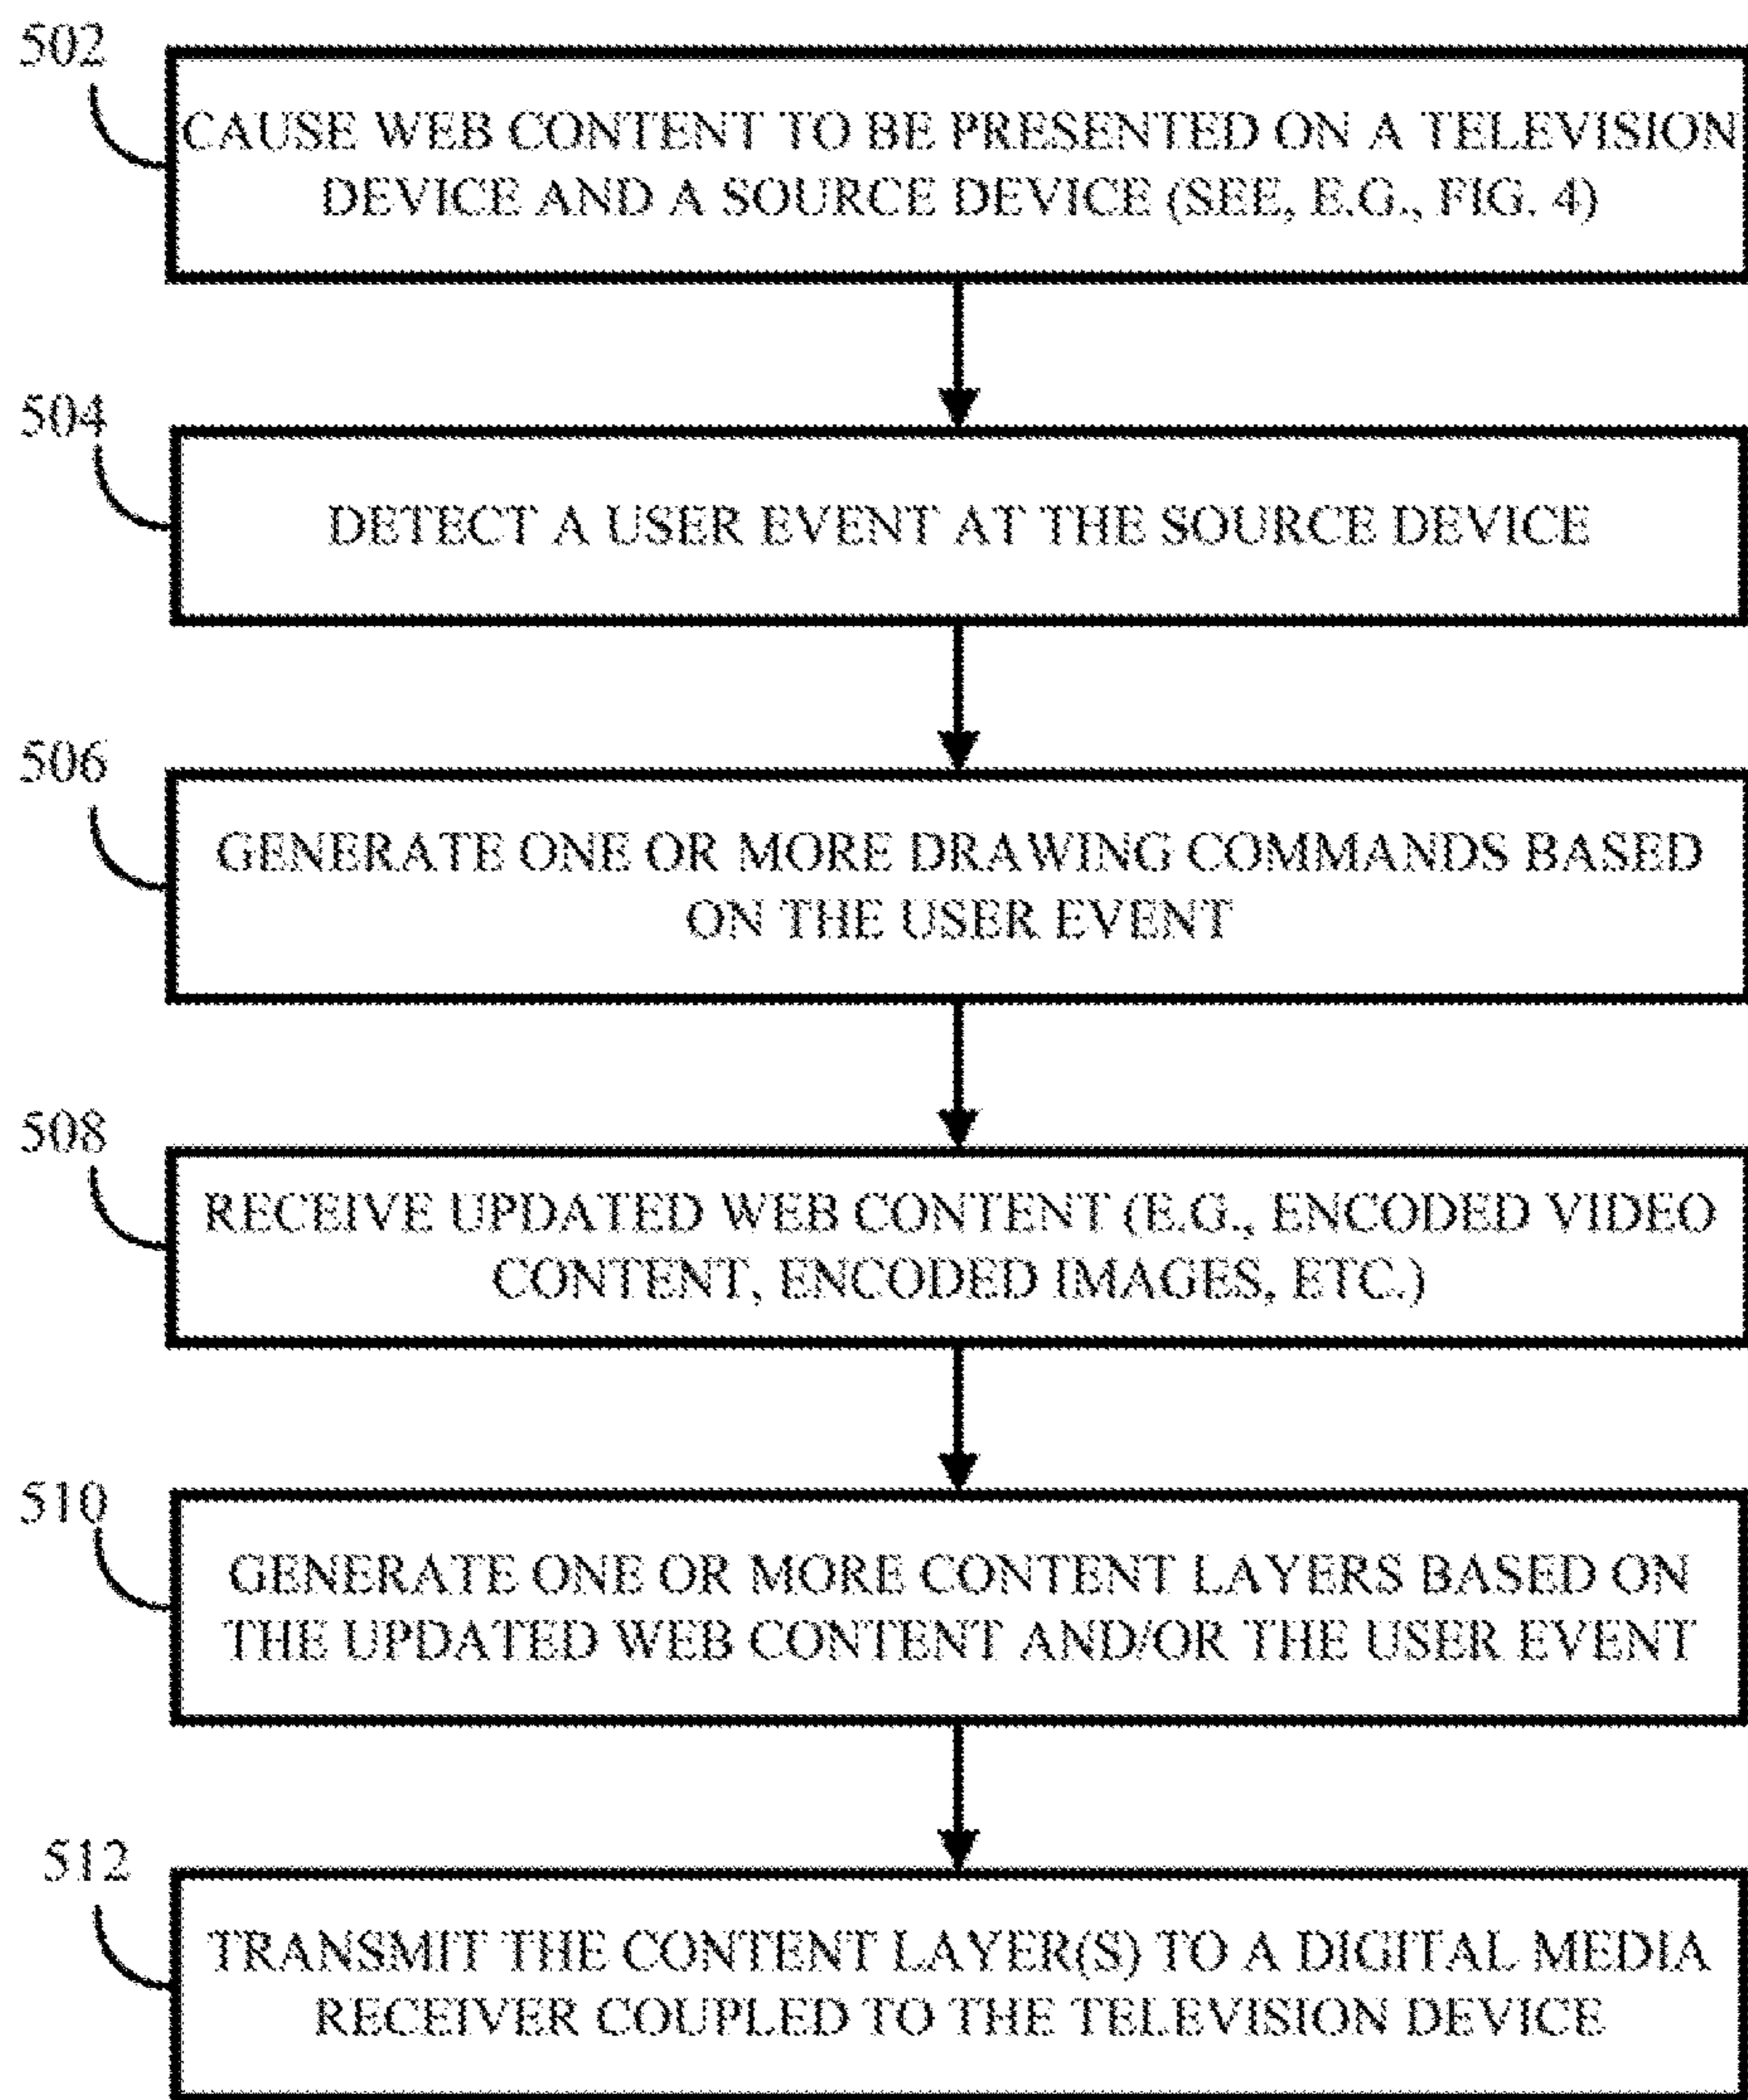 502
CAUSE WEB CONTENT TO BE PRESENTED ON A TELEVISION
DEVICE AND A SOURCE DEVICE (SEE, E.G., FIG. 4)
504
DETECT A USER EVENT AT THE SOURCE DEVICE
506
GENERATE ONE OR MORE DRAWING COMMANDS BASED
ON THE USER EVENT
508
RECEIVE UPDATED WEB CONTENT (E.G., ENCODED VIDEO
CONTENT, ENCODED IMAGES, ETC.)
510
GENERATE ONE OR MORE CONTENT LAYERS BASED ON
THE UPDATED WEB CONTENT AND/OR THE USER EVENT
512
TRANSMIT THE CONTENT LAYER(S) TO A DIGITAL MEDIA
RECEIVER COUPLED TO THE TELEVISION DEVICE